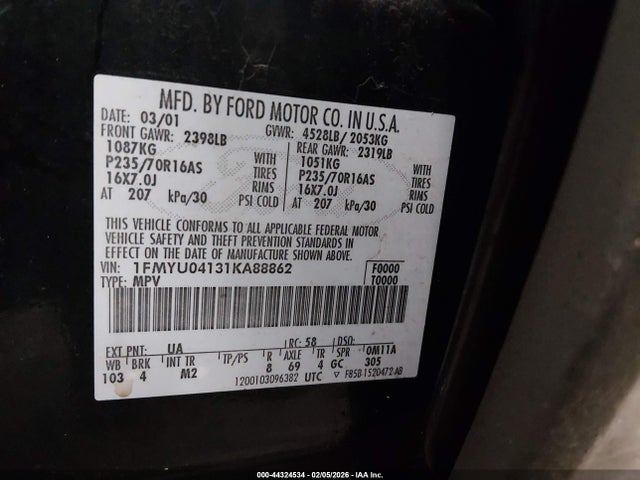 MFD. BY FORD MOTOR CO. IN U.S.A.
DATE: 03/01 GVWR: 4528LB/ 2053KG
FRONT GAWR: 2398LB REAR GAWR: 2319LB
1087KG WITH 1051KG WITH
P235/70R16AS TIRES P235/70R16AS TIRES
16X7.0J RIMS 16X7.0J RIMS
AT 207 kPa/30 PSI COLD AT 207 kPa/30 PSI COLD
THIS VEHICLE CONFORMS TO ALL APPLICABLE FEDERAL MOTOR
VEHICLE SAFETY AND THEFT PREVENTION STANDARDS IN
EFFECT ON THE DATE OF MANUFACTURE SHOWN ABOVE.
VIN: 1FMYU04131KA88862 F0000
TYPE: MPV T0000
EXT PNT: UA RC: 58 DSO:
WB BRK INT TR TP/PS R AXLE TR SPR 0M11A
103 4 M2 8 69 4 GC 305
1200103096382 UTC F85D-1520472-AB
000-44324534 - 02/05/2026 - IAA Inc.